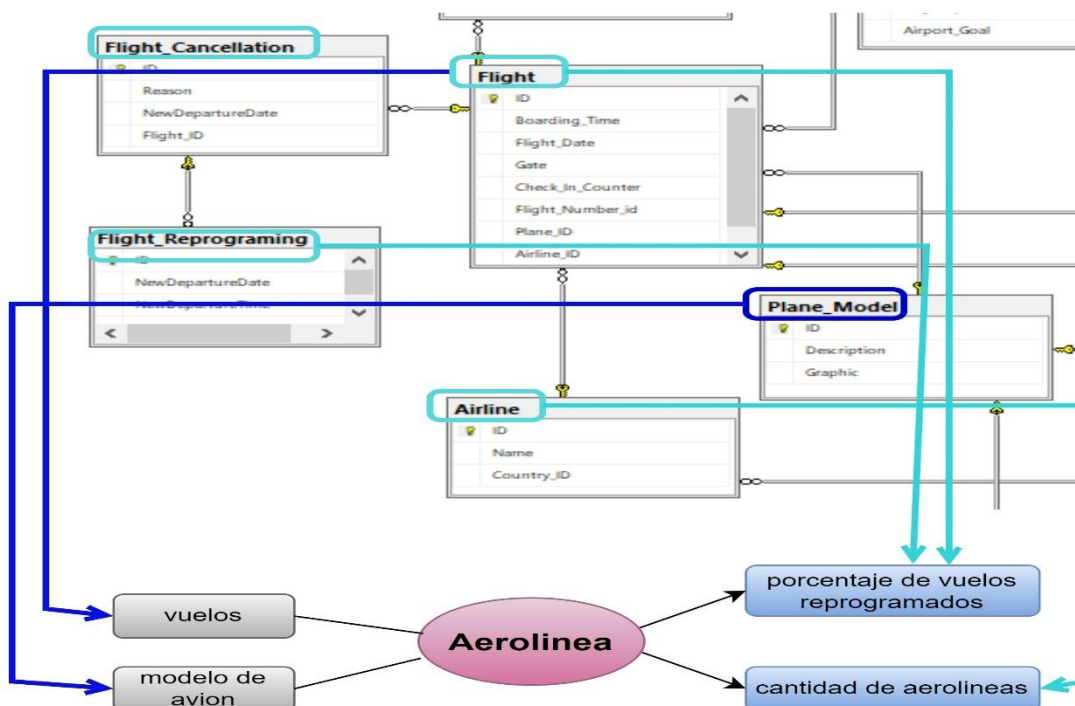 Airport_Goal
Flight_Cancellation
ID
Reason
NewDepartureDate
Flight_ID
Flight
ID
Boarding_Time
Flight_Date
Gate
Check_In_Counter
Flight_Number_id
Plane_ID
Airline_ID
Flight_Reprograming
ID
NewDepartureDate
NewDepartureTime
Plane_Model
ID
Description
Graphic
Airline
ID
Name
Country_ID
vuelos
modelo de
avion
Aerolinea
porcentaje de vuelos
reprogramados
cantidad de aerolineas